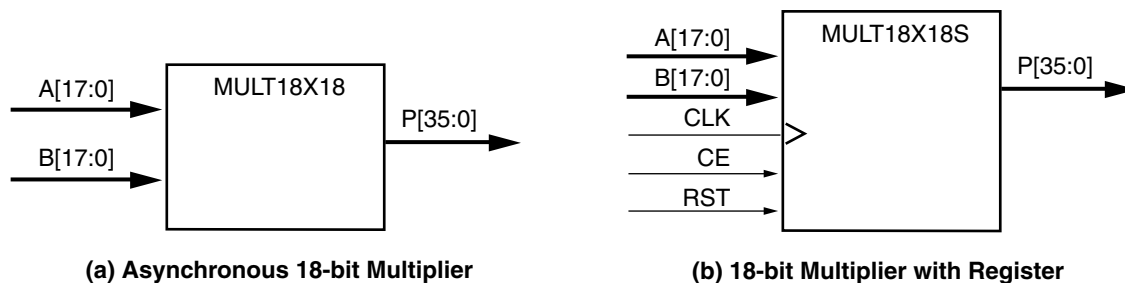 MULT18X18
A[17:0]
B[17:0]
P[35:0]
(a) Asynchronous 18-bit Multiplier
MULT18X18S
A[17:0]
B[17:0]
CLK
CE
RST
P[35:0]
(b) 18-bit Multiplier with Register